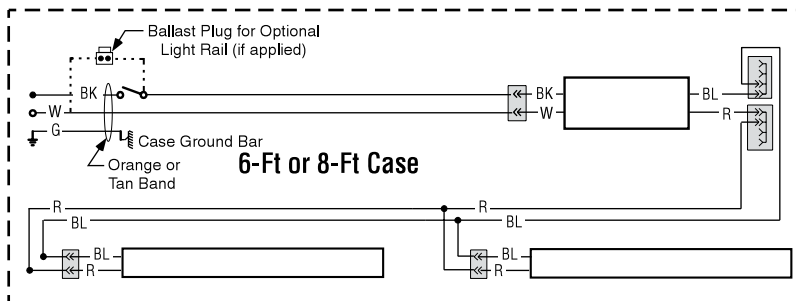 Ballast Plug for Optional
Light Rail (if applied)
BK
BK
BL
W
W
R
G
Case Ground Bar
Orange or
Tan Band
6-Ft or 8-Ft Case
R
R
BL
BL
BL
BL
R
R